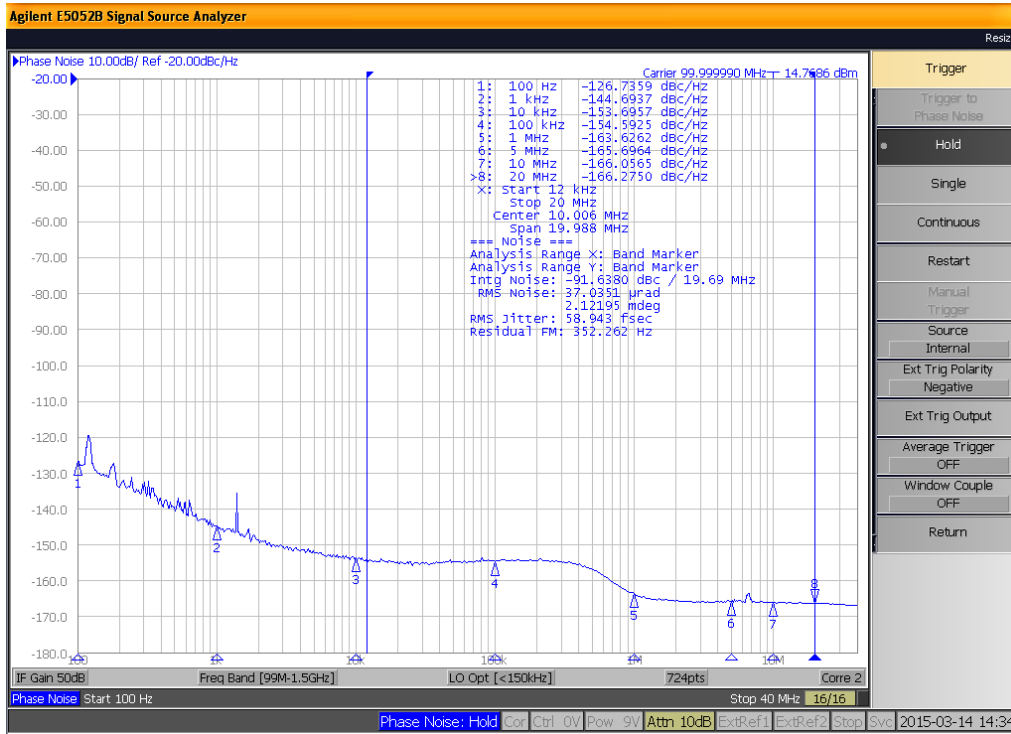 Agilent E5052B Signal Source Analyzer
Resiz
Phase Noise 10.00dB/ Ref -20.00dBc/Hz
Carrier 99.999990 MHz 14.7686 dBm
1: 100 Hz -126.7359 dBc/Hz
2: 1 kHz -144.6937 dBc/Hz
3: 10 kHz -153.6957 dBc/Hz
4: 100 kHz -154.5925 dBc/Hz
5: 1 MHz -163.6262 dBc/Hz
6: 5 MHz -165.6964 dBc/Hz
7: 10 MHz -166.0565 dBc/Hz
>8: 20 MHz -166.2750 dBc/Hz
X: Start 12 kHz
Stop 20 MHz
Center 10.006 MHz
Span 19.988 MHz
=== Noise ===
Analysis Range X: Band Marker
Analysis Range Y: Band Marker
Intg Noise: -91.6380 dBc / 19.69 MHz
RMS Noise: 37.0351 µrad
2.12195 mdeg
RMS Jitter: 58.943 fsec
Residual FM: 352.262 Hz
-20.00
-30.00
-40.00
-50.00
-60.00
-70.00
-80.00
-90.00
-100.0
-110.0
-120.0
-130.0
-140.0
-150.0
-160.0
-170.0
-180.0
1
2
3
4
5
6
7
8
100
1k
10k
100k
1M
10M
IF Gain 50dB
Freq Band [99M-1.5GHz]
LO Opt [<150kHz]
724pts
Corre 2
Phase Noise Start 100 Hz
Stop 40 MHz 16/16
Phase Noise: Hold Cor Ctrl 0V Pow 9V Attn 10dB ExtRef1 ExtRef2 Stop Svc 2015-03-14 14:34
Trigger
Trigger to
Phase Noise
Hold
Single
Continuous
Restart
Manual
Trigger
Source
Internal
Ext Trig Polarity
Negative
Ext Trig Output
Average Trigger
OFF
Window Couple
OFF
Return